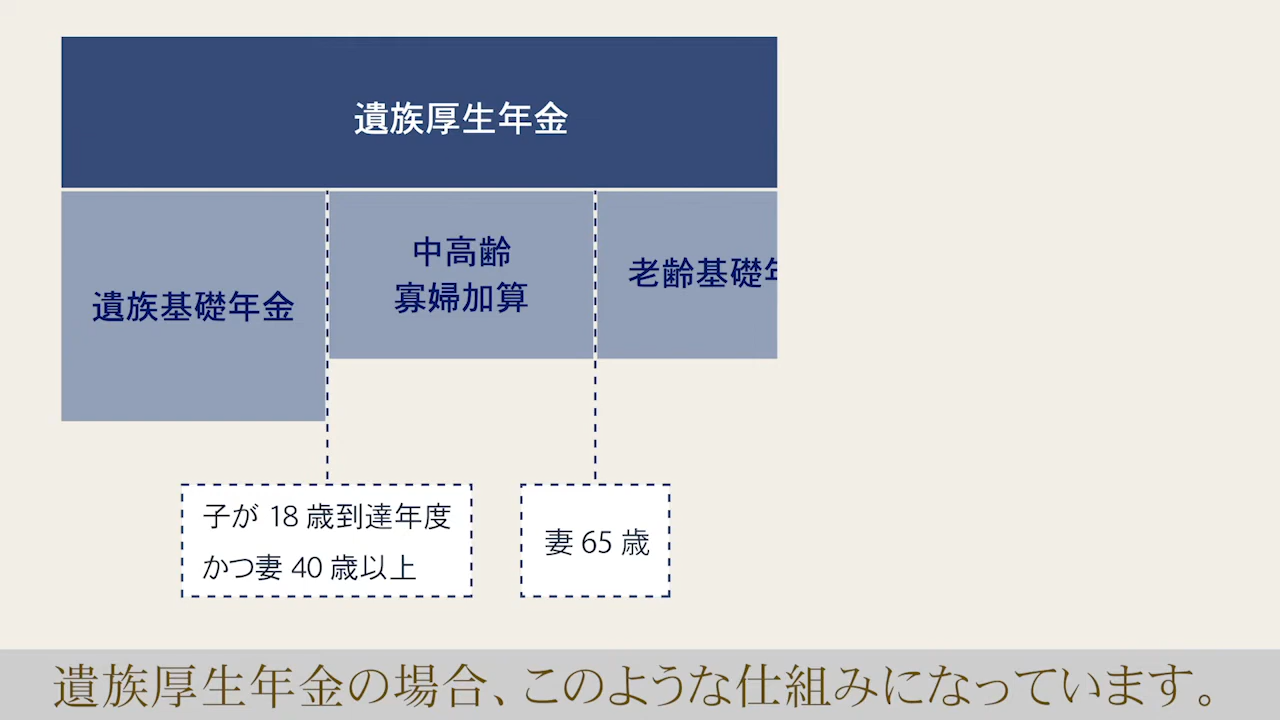 遺族厚生年金
遺族基礎年金
中高齢
寡婦加算
老齢基礎
子が 18 歳到達年度
かつ妻 40 歳以上
妻 65 歳
遺族厚生年金の場合、このような仕組みになっています。